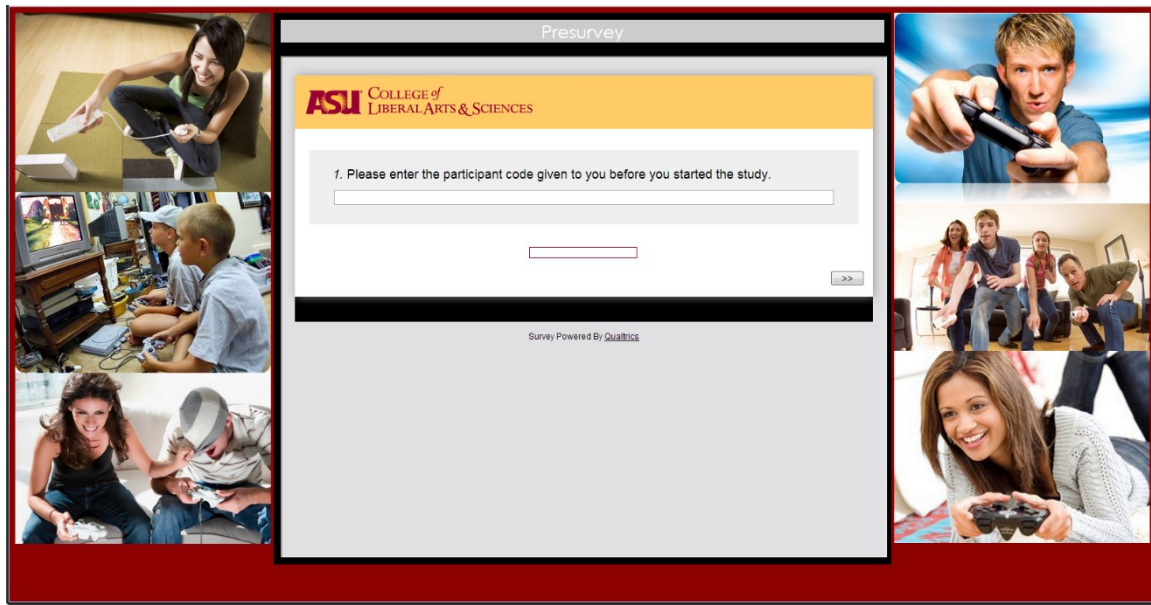 Presurvey
ASU COLLEGE of
LIBERAL ARTS & SCIENCES
1. Please enter the participant code given to you before you started the study.
>>
Survey Powered By Qualtrics